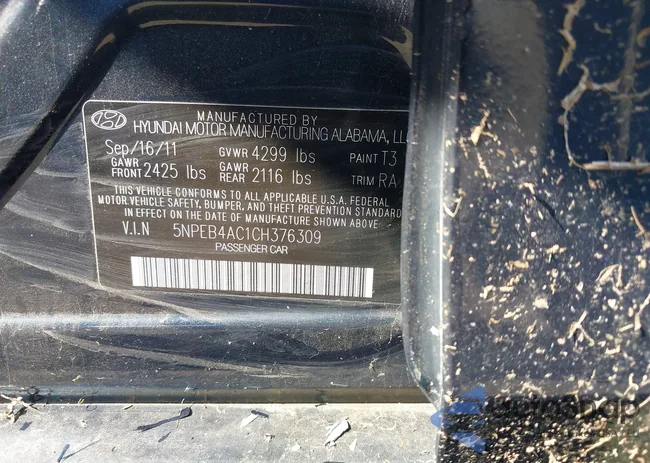 MANUFACTURED BY
HYUNDAI MOTOR MANUFACTURING ALABAMA, LLC
Sep/16/11 GVWR 4299 lbs PAINT T3
GAWR FRONT 2425 lbs GAWR REAR 2116 lbs TRIM RA
THIS VEHICLE CONFORMS TO ALL APPLICABLE U.S.A. FEDERAL
MOTOR VEHICLE SAFETY, BUMPER, AND THEFT PREVENTION STANDARD
IN EFFECT ON THE DATE OF MANUFACTURE SHOWN ABOVE
V.I.N 5NPEB4AC1CH376309
PASSENGER CAR